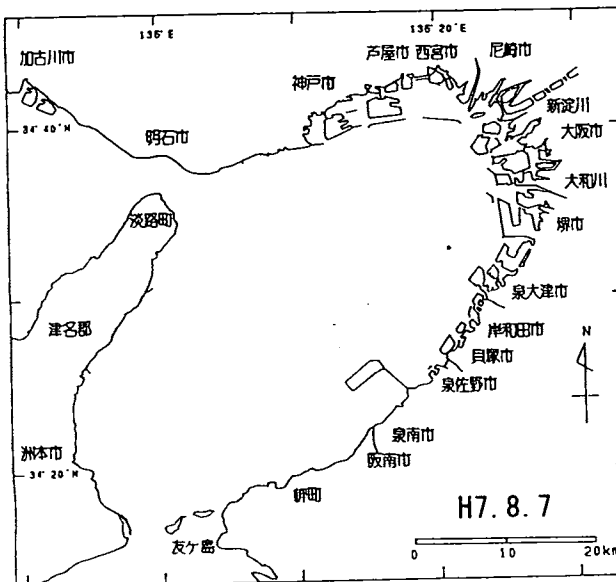 135°E
135°20'E
加古川市
芦屋市 西宮市 尼崎市
神戸市
新淀川
34°40'N
明石市
大阪市
大和川
堺市
淡路町
泉大津市
津名郡
岸和田市
N
貝塚市
泉佐野市
泉南市
洲本市
阪南市
34°20'N
岬町
H7.8.7
友ケ島
0 10 20km